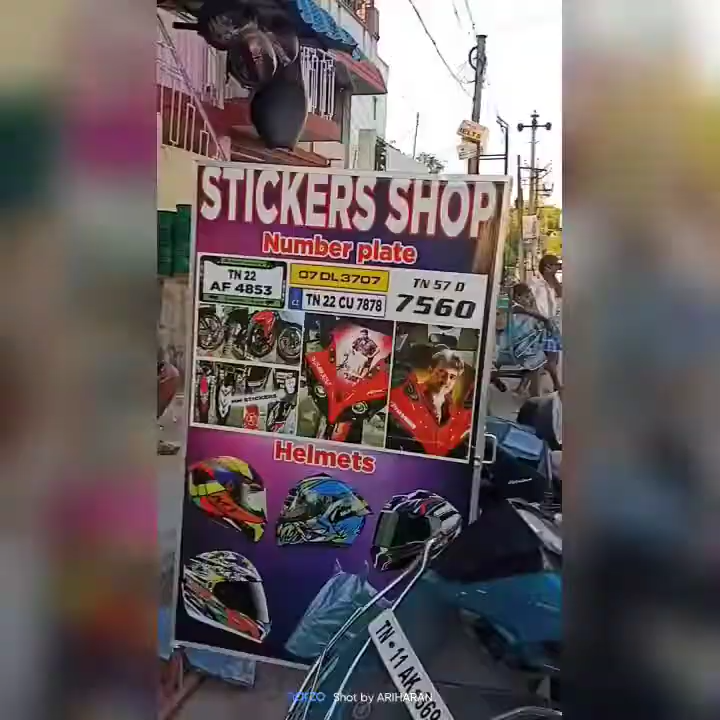 STICKERS SHOP
Number plate
TN 22
AF 4853
07 DL 3707
TN 22 CU 7878
TN 57 D
7560
STICKERS
Helmets
TN 11 AK
Shot by ARIHARAN